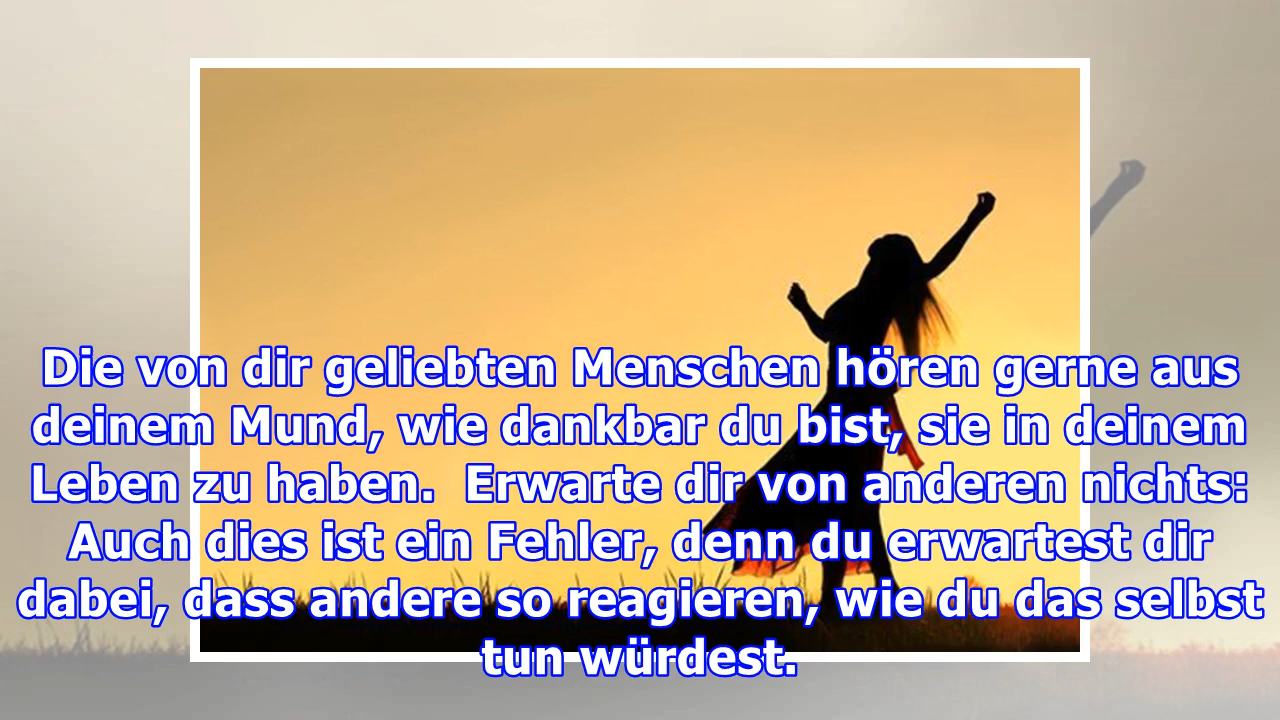 Die von dir geliebten Menschen hören gerne aus
deinem Mund, wie dankbar du bist, sie in deinem
Leben zu haben.  Erwarte dir von anderen nichts:
Auch dies ist ein Fehler, denn du erwartest dir
dabei, dass andere so reagieren, wie du das selbst
tun würdest.